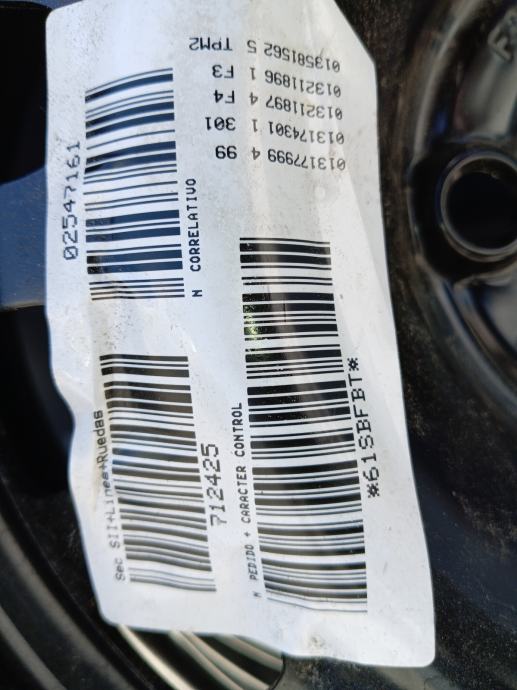 013177999 4 99
013174301 1 301
013211897 4 F4
013211896 1 F3
013581562 5 TPM2
02547161
N CORRELATIVO
Sec SII+Linea+Ruedas
712425
N PEDIDO + CARACTER CONTROL
*61SBFBT*